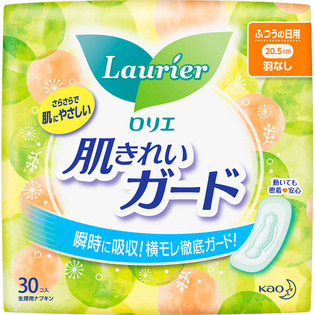 Laurier
ふつうの日用
20.5cm
羽なし
さらさらで
肌にやさしい
ロリエ
肌きれい
ガード
動いても
密着♥安心
瞬時に吸収!横モレ徹底ガード!
30コ入
生理用ナプキン
Kao